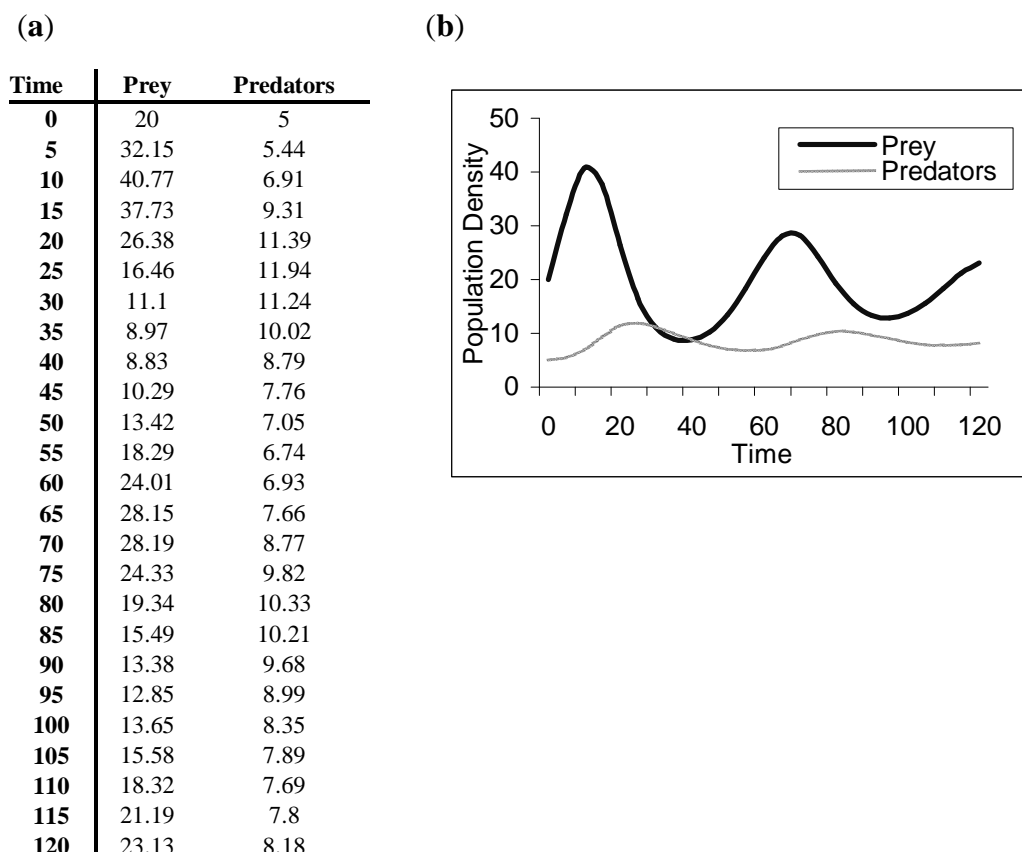 (a)
Time Prey Predators
0 20 5
5 32.15 5.44
10 40.77 6.91
15 37.73 9.31
20 26.38 11.39
25 16.46 11.94
30 11.1 11.24
35 8.97 10.02
40 8.83 8.79
45 10.29 7.76
50 13.42 7.05
55 18.29 6.74
60 24.01 6.93
65 28.15 7.66
70 28.19 8.77
75 24.33 9.82
80 19.34 10.33
85 15.49 10.21
90 13.38 9.68
95 12.85 8.99
100 13.65 8.35
105 15.58 7.89
110 18.32 7.69
115 21.19 7.8
120 23.13 8.18
(b)
Population Density
50
40
30
20
10
0
Prey
Predators
0 20 40 60 80 100 120
Time